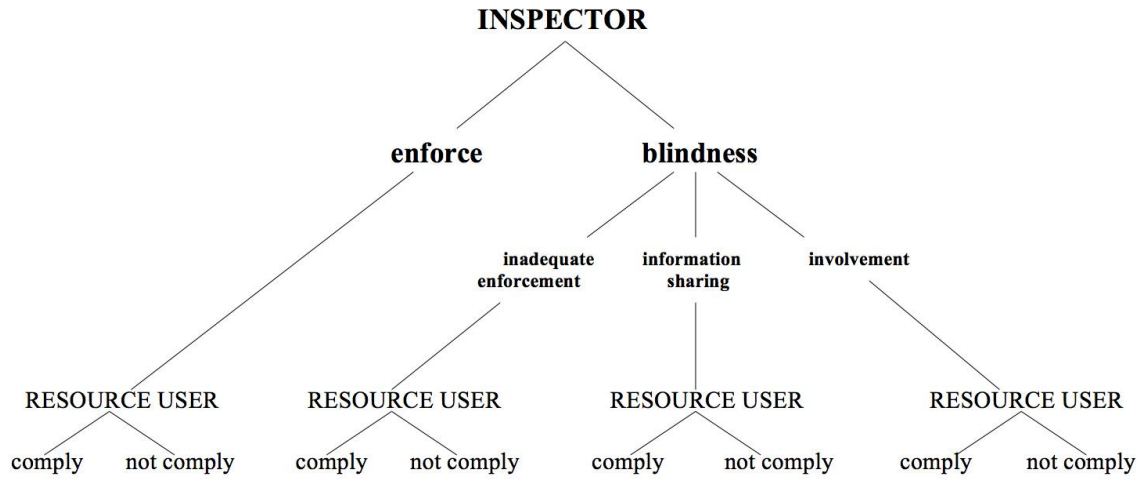 INSPECTOR
enforce blindness
inadequate information involvement
enforcement sharing
RESOURCE USER RESOURCE USER RESOURCE USER RESOURCE USER
comply not comply comply not comply comply not comply comply not comply